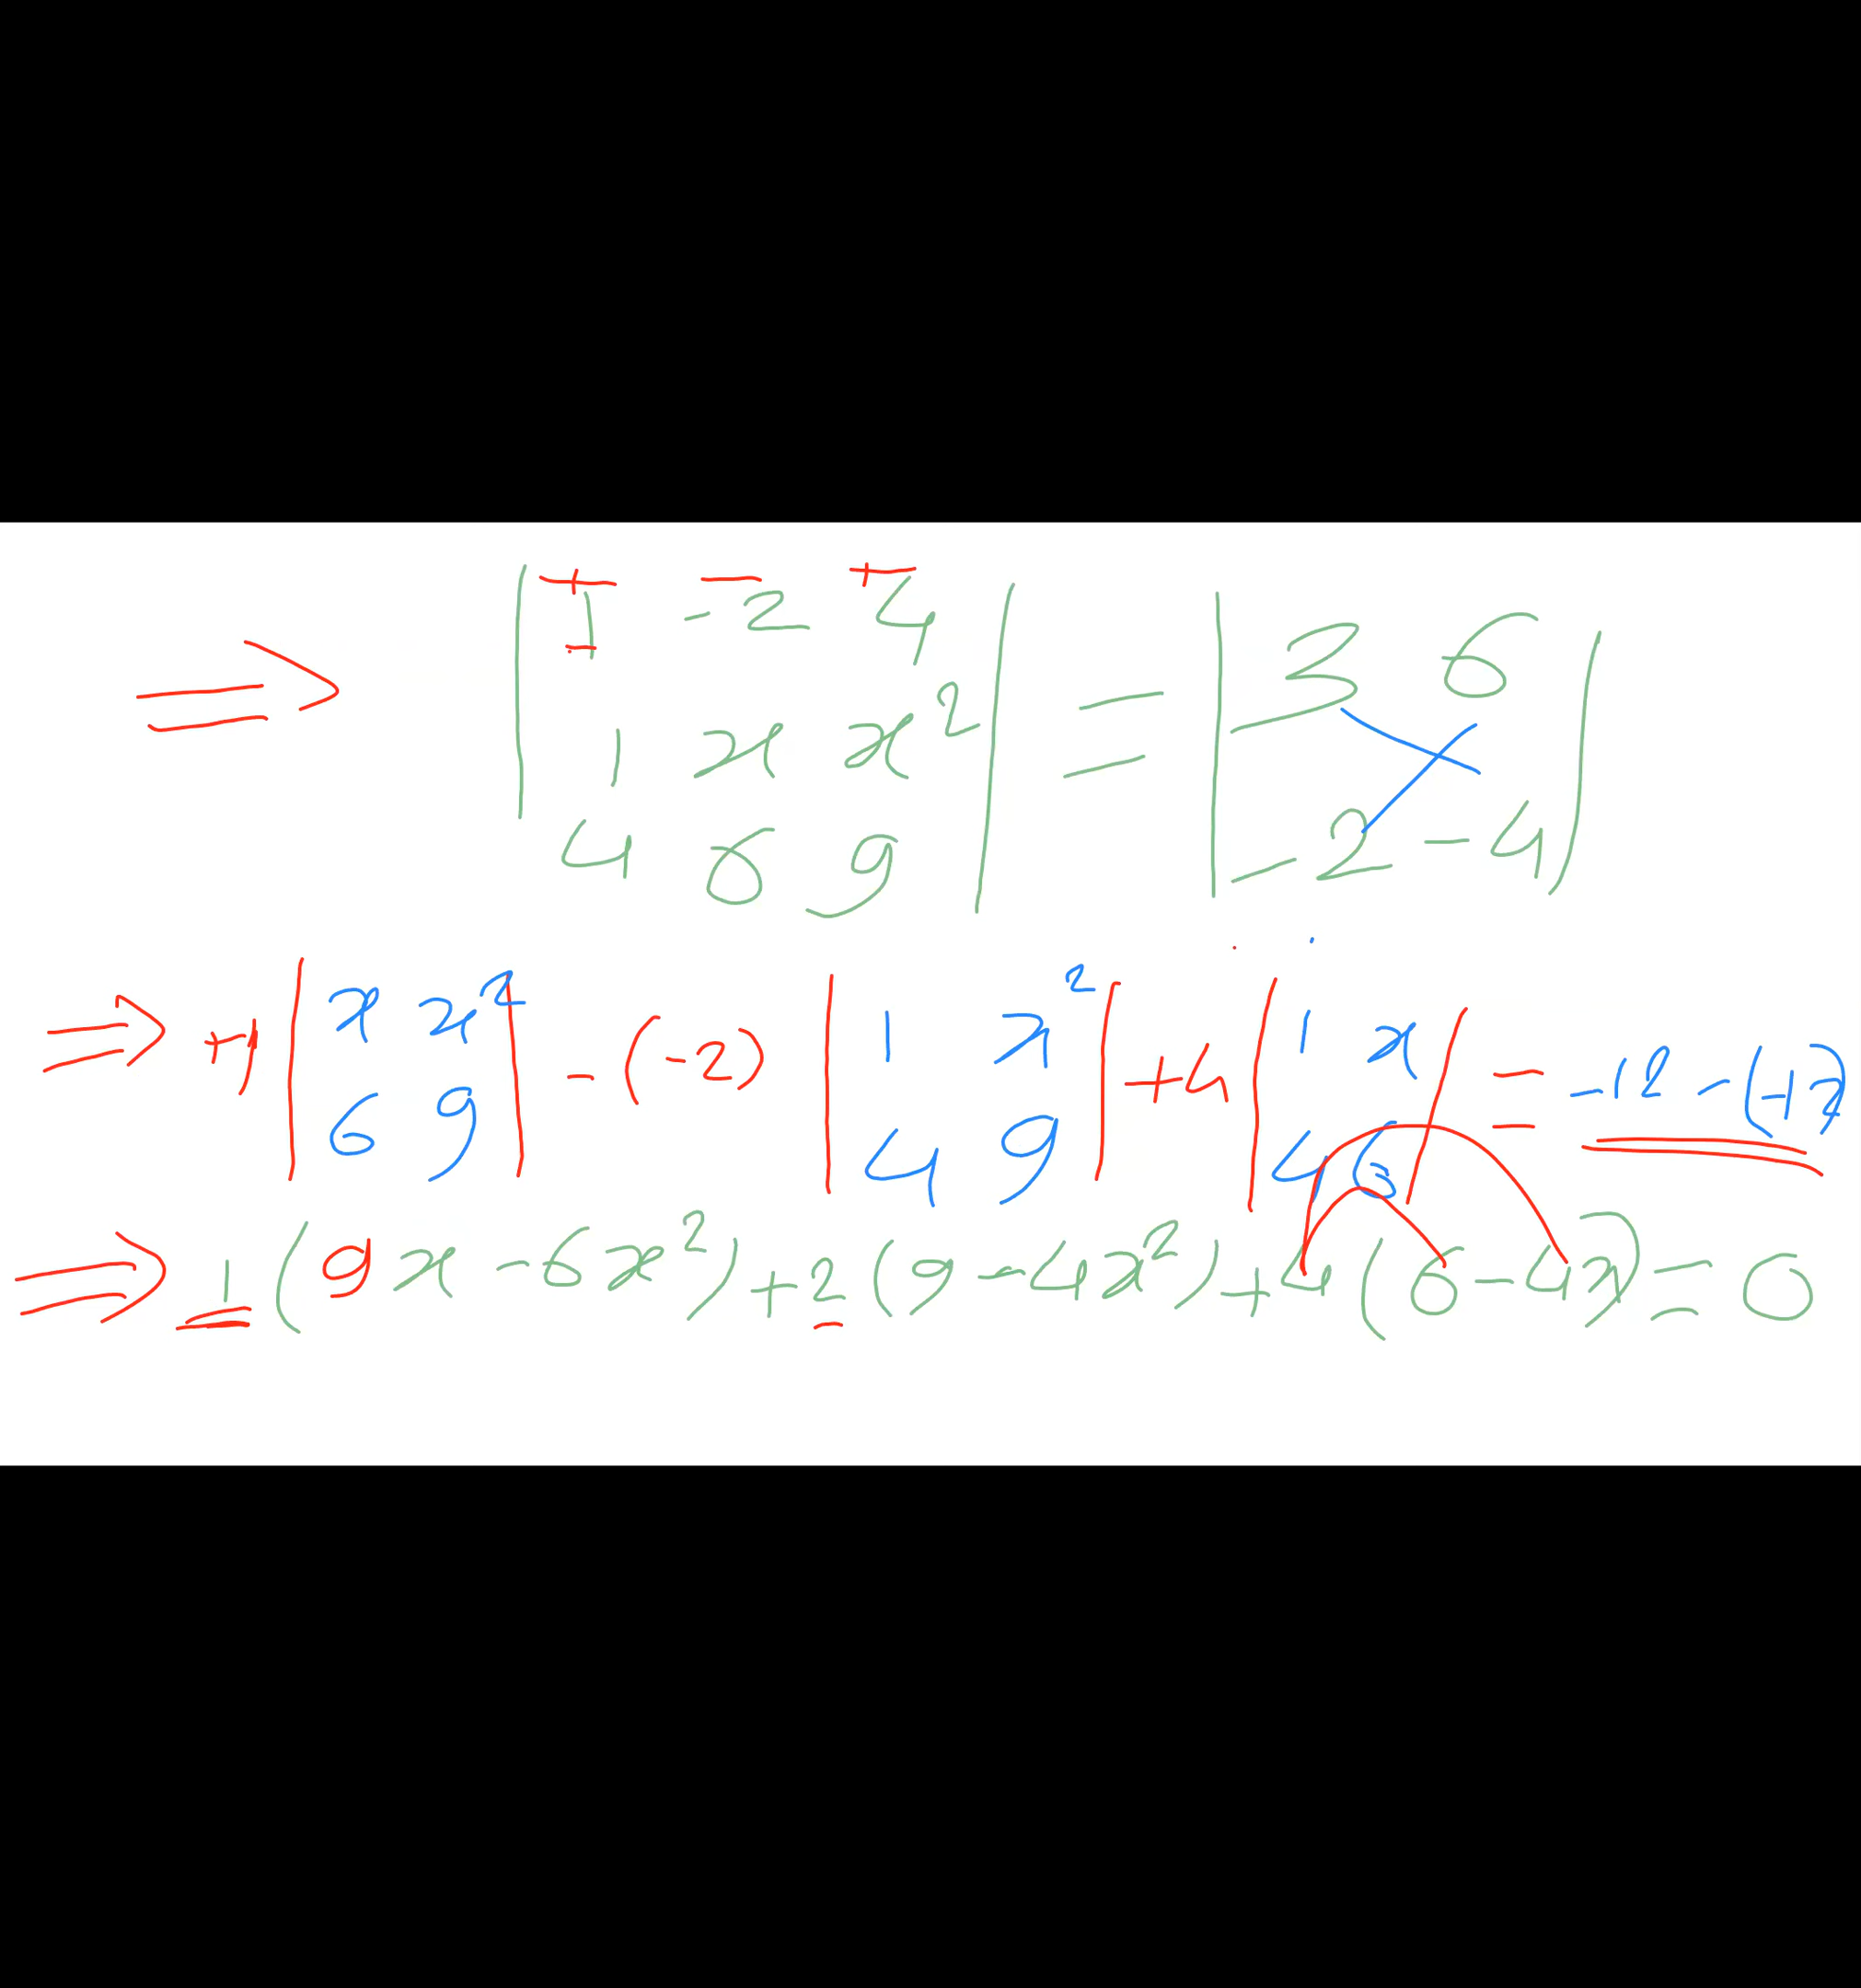 ⇒ | 1 -2 4 | = | 3 6 |
| 1 x x² | | -2 -4 |
| 4 6 9 |
⇒ +1 | x x² | - (-2) | 1 x² | +4 | 1 x | = -12 - (-12)
| 6 9 | | 4 9 | | 4 6 |
⇒ 1(9x - 6x²) + 2(9 - 4x²) + 4(6 - 4x) = 0